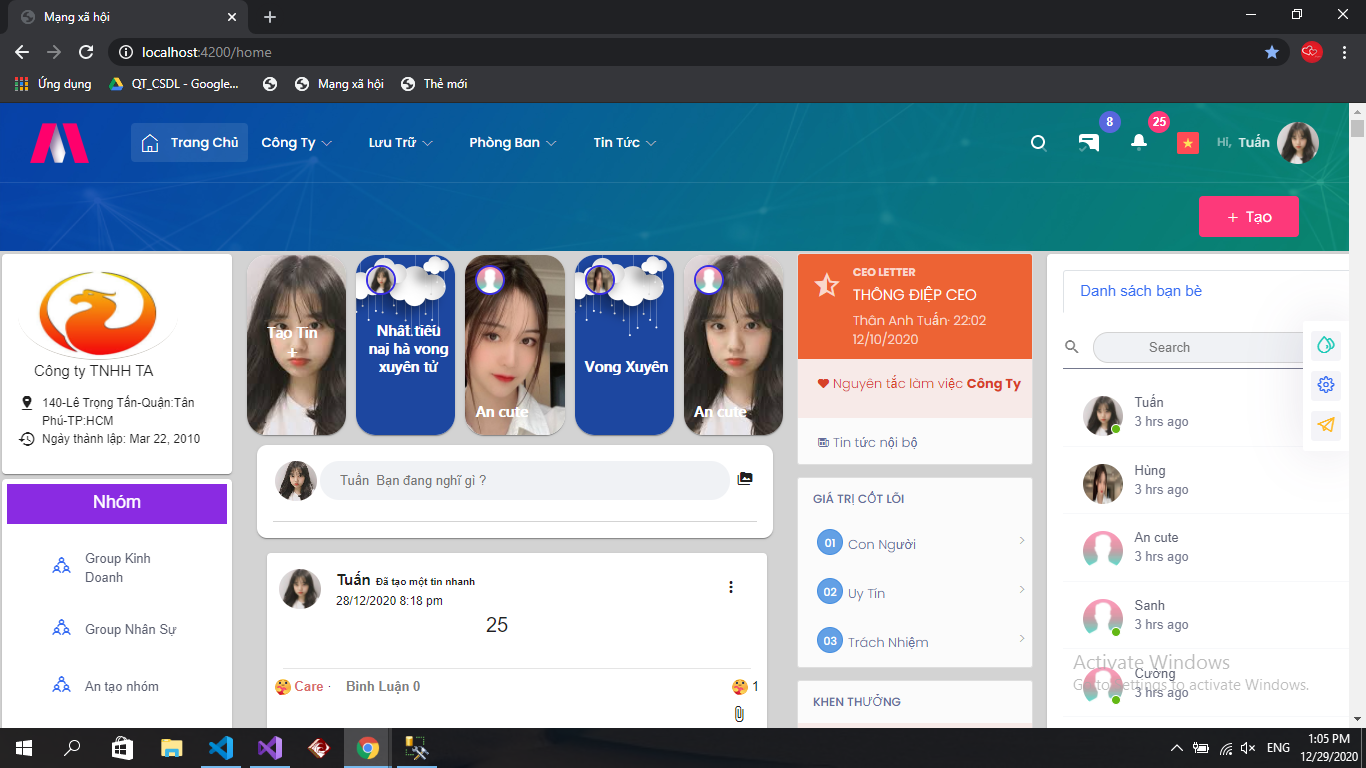 Mạng xã hội
localhost:4200/home
Ứng dụng
QT_CSDL - Google...
Mạng xã hội
Thẻ mới
Trang Chủ
Công Ty
Lưu Trữ
Phòng Ban
Tin Tức
8
25
Hi, Tuấn
+ Tạo
Công ty TNHH TA
140-Lê Trọng Tấn-Quận:Tân
Phú-TP:HCM
Ngày thành lập: Mar 22, 2010
Nhóm
Group Kinh
Doanh
Group Nhân Sự
An tạo nhóm
Tạo Tin
+
Nhất tiếu
nại hà vong
xuyên tử
An cute
Vong Xuyên
An cute
Tuấn Bạn đang nghĩ gì ?
Tuấn Đã tạo một tin nhanh
28/12/2020 8:18 pm
25
Care ·
Bình Luận 0
1
CEO LETTER
THÔNG ĐIỆP CEO
Thân Anh Tuấn· 22:02
12/10/2020
Nguyên tắc làm việc Công Ty
Tin tức nội bộ
GIÁ TRỊ CỐT LÕI
01 Con Người
02 Uy Tín
03 Trách Nhiệm
KHEN THƯỞNG
Danh sách bạn bè
Search
Tuấn
3 hrs ago
Hùng
3 hrs ago
An cute
3 hrs ago
Sanh
3 hrs ago
Cường
3 hrs ago
Activate Windows
Go to Settings to activate Windows.
ENG
1:05 PM
12/29/2020